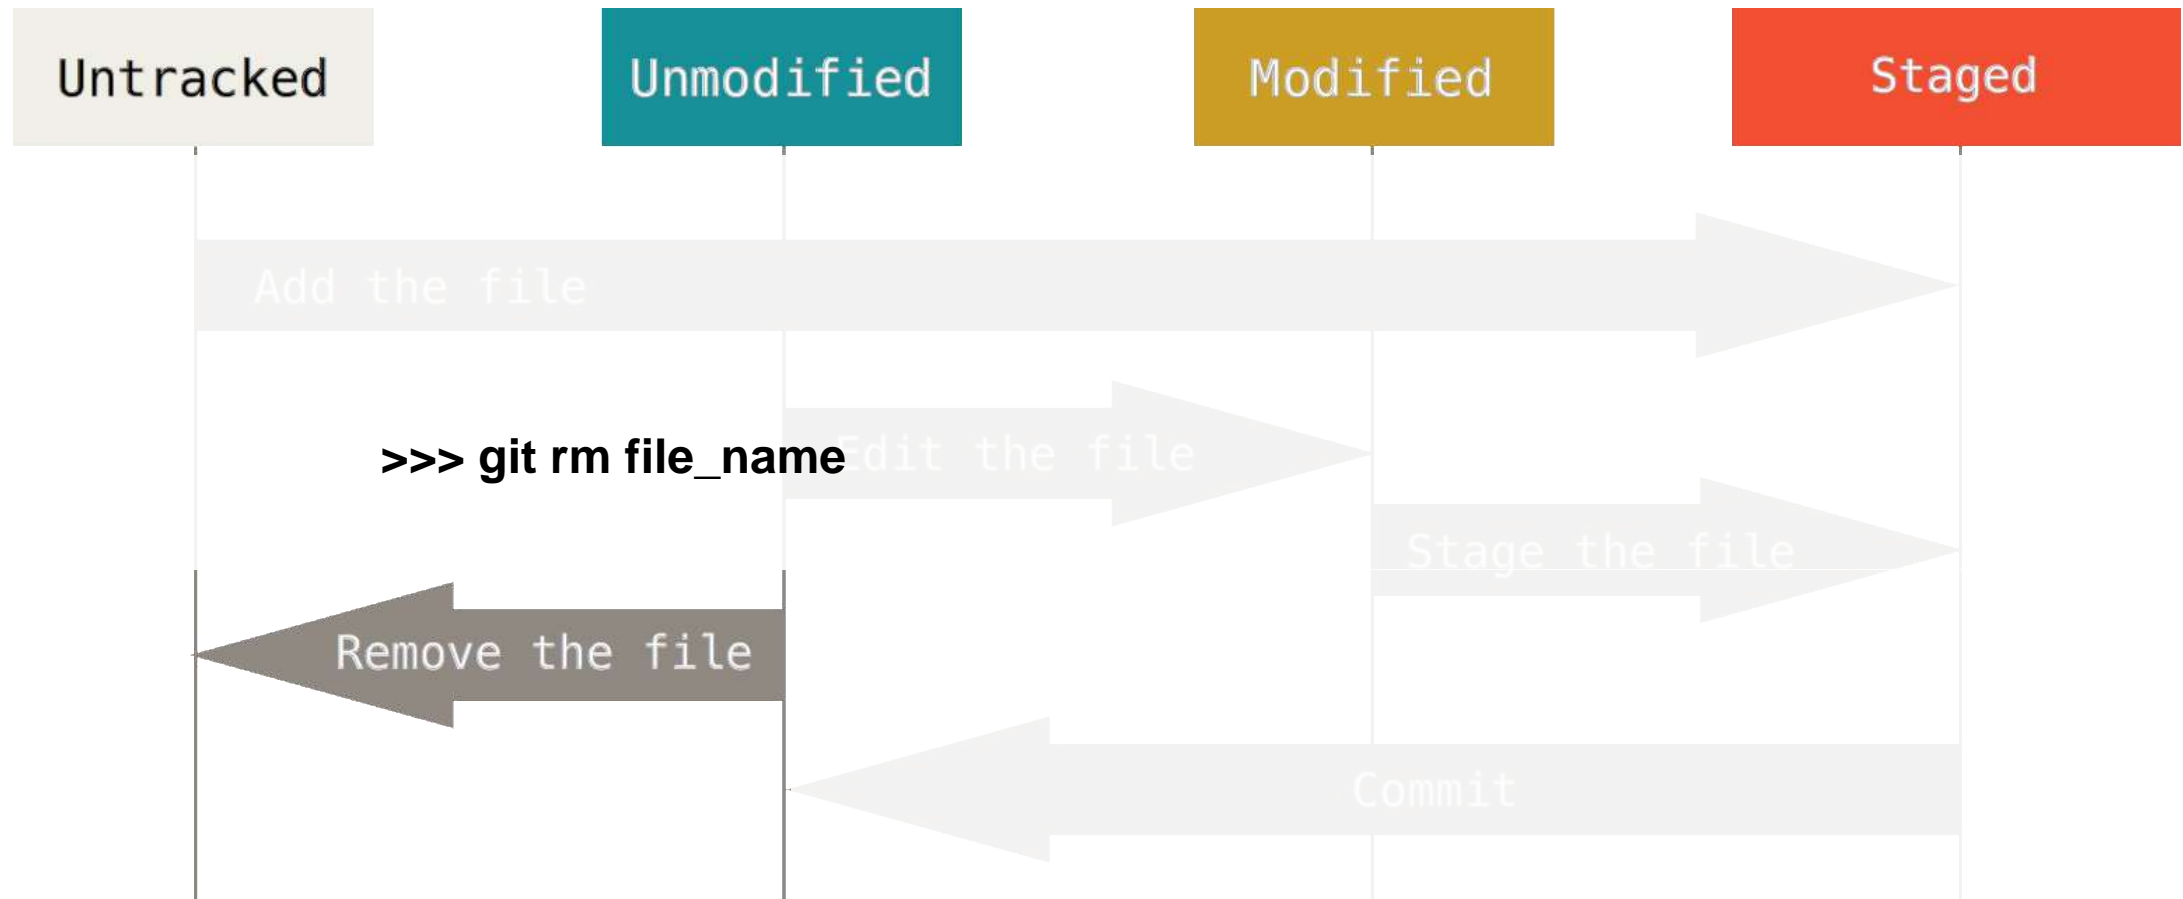 Untracked
Unmodified
Modified
Staged
Add the file
>>> git rm file_name
Edit the file
Stage the file
Remove the file
Commit